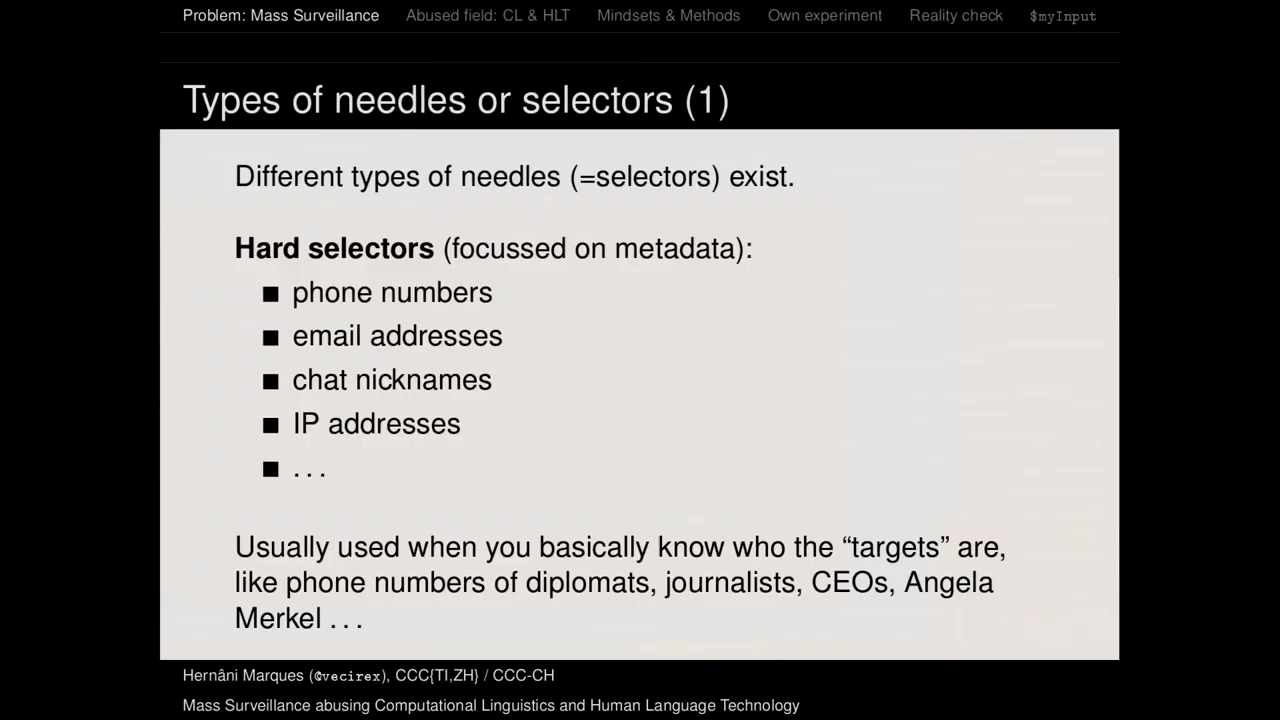 Problem: Mass Surveillance Abused field: CL & HLT Mindsets & Methods Own experiment Reality check $myInput
Types of needles or selectors (1)
Different types of needles (=selectors) exist.
Hard selectors (focussed on metadata):
■ phone numbers
■ email addresses
■ chat nicknames
■ IP addresses
■ . . .
Usually used when you basically know who the “targets” are,
like phone numbers of diplomats, journalists, CEOs, Angela
Merkel . . .
Hernâni Marques (@vecirex), CCC{TI,ZH} / CCC-CH
Mass Surveillance abusing Computational Linguistics and Human Language Technology